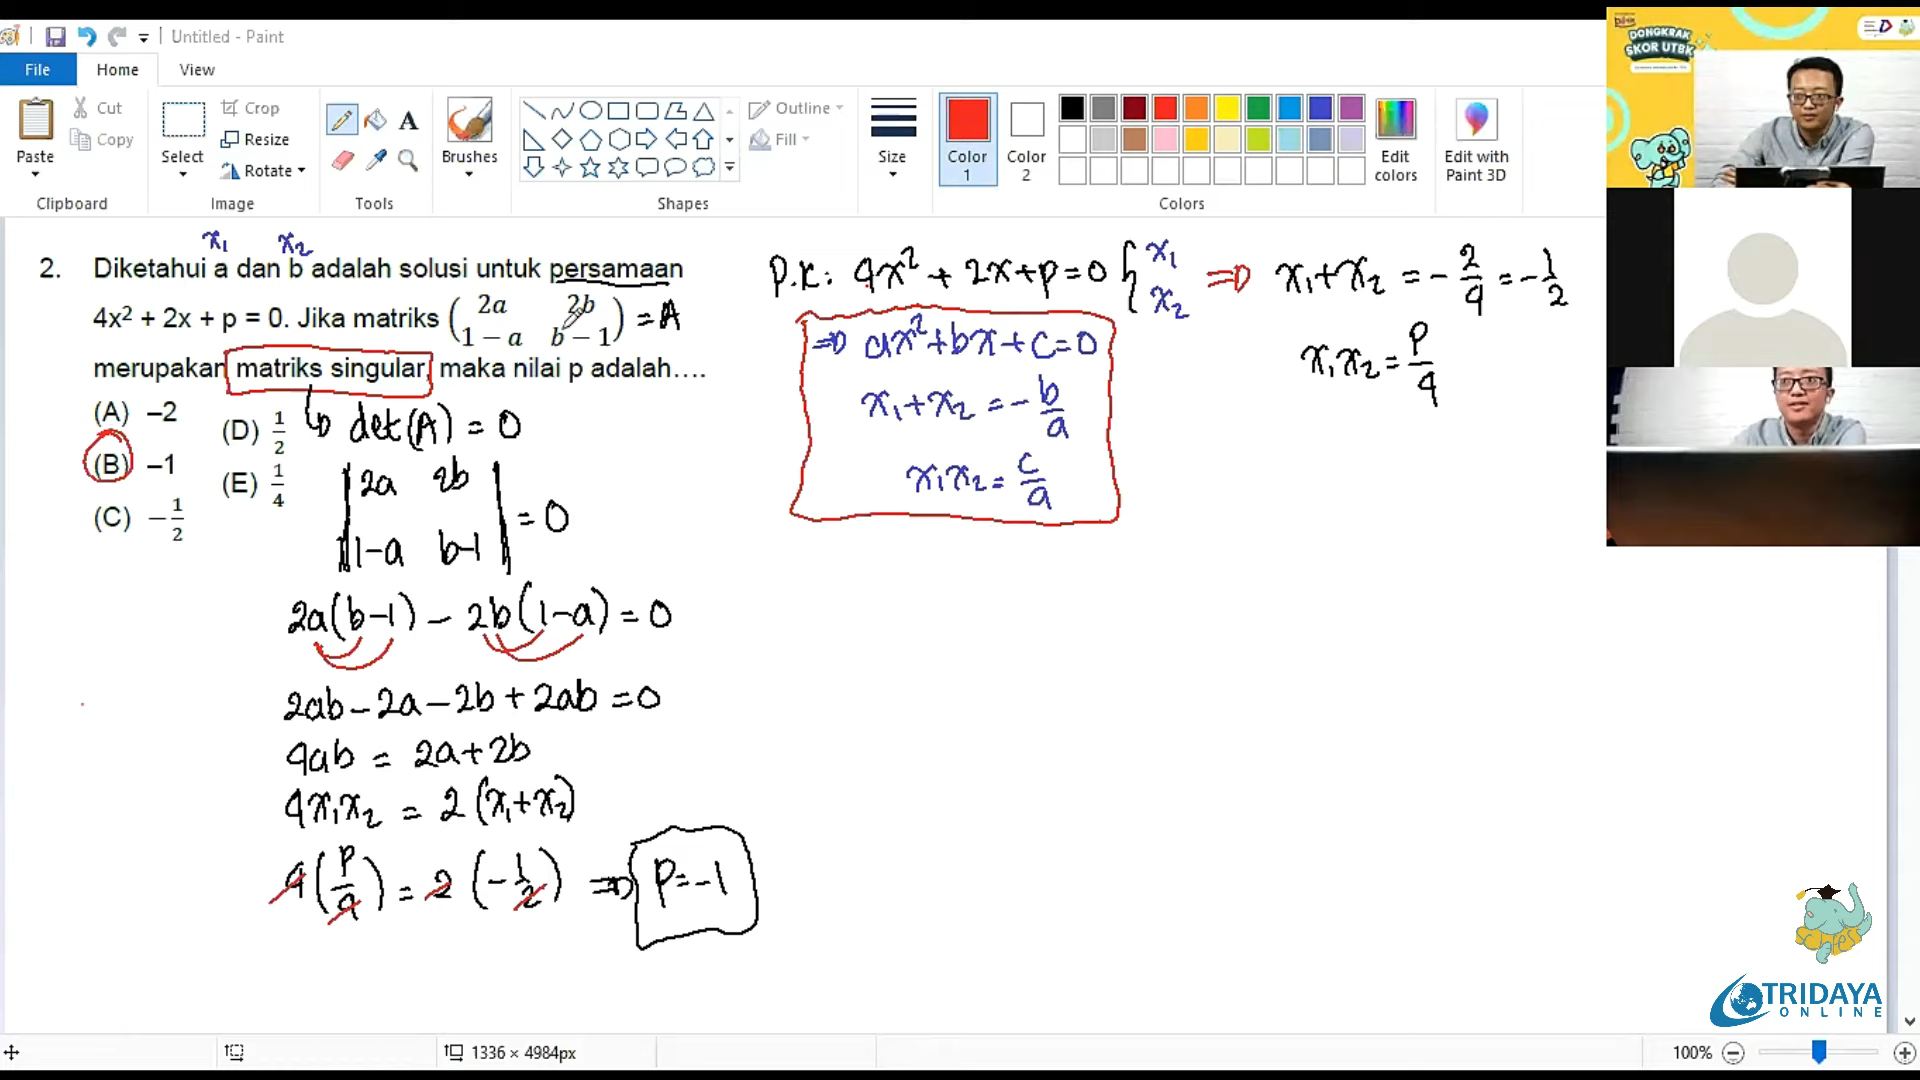 Untitled - Paint
File Home View
Cut
Copy
Paste
Clipboard
Crop
Resize
Rotate
Select
Image
Tools
Brushes
Outline
Fill
Shapes
Size
Color 1
Color 2
Edit colors
Edit with Paint 3D
Colors
DONGKRAK
SKOR UTBK
x₁ x₂
2. Diketahui a dan b adalah solusi untuk persamaan
4x² + 2x + p = 0. Jika matriks (2a 2b
1 − a b − 1) = A
merupakan matriks singular, maka nilai p adalah....
(A) –2
(B) –1
(C) −1/2
(D) 1/2
(E) 1/4
det(A) = 0
|2a 2b
1-a b-1| = 0
2a(b-1) - 2b(1-a) = 0
2ab - 2a - 2b + 2ab = 0
4ab = 2a+2b
4x₁x₂ = 2(x₁+x₂)
4(P/4) = 2(-1/2) ⇒ P=-1
P.K: 4x² + 2x+p=0 { x₁ x₂ ⇒ x₁+x₂ = -2/4 = -1/2
x₁x₂ = P/4
⇒ ax²+bx+c=0
x₁+x₂ = -b/a
x₁x₂ = c/a
TRIDAYA
ONLINE
1336 × 4984px
100%